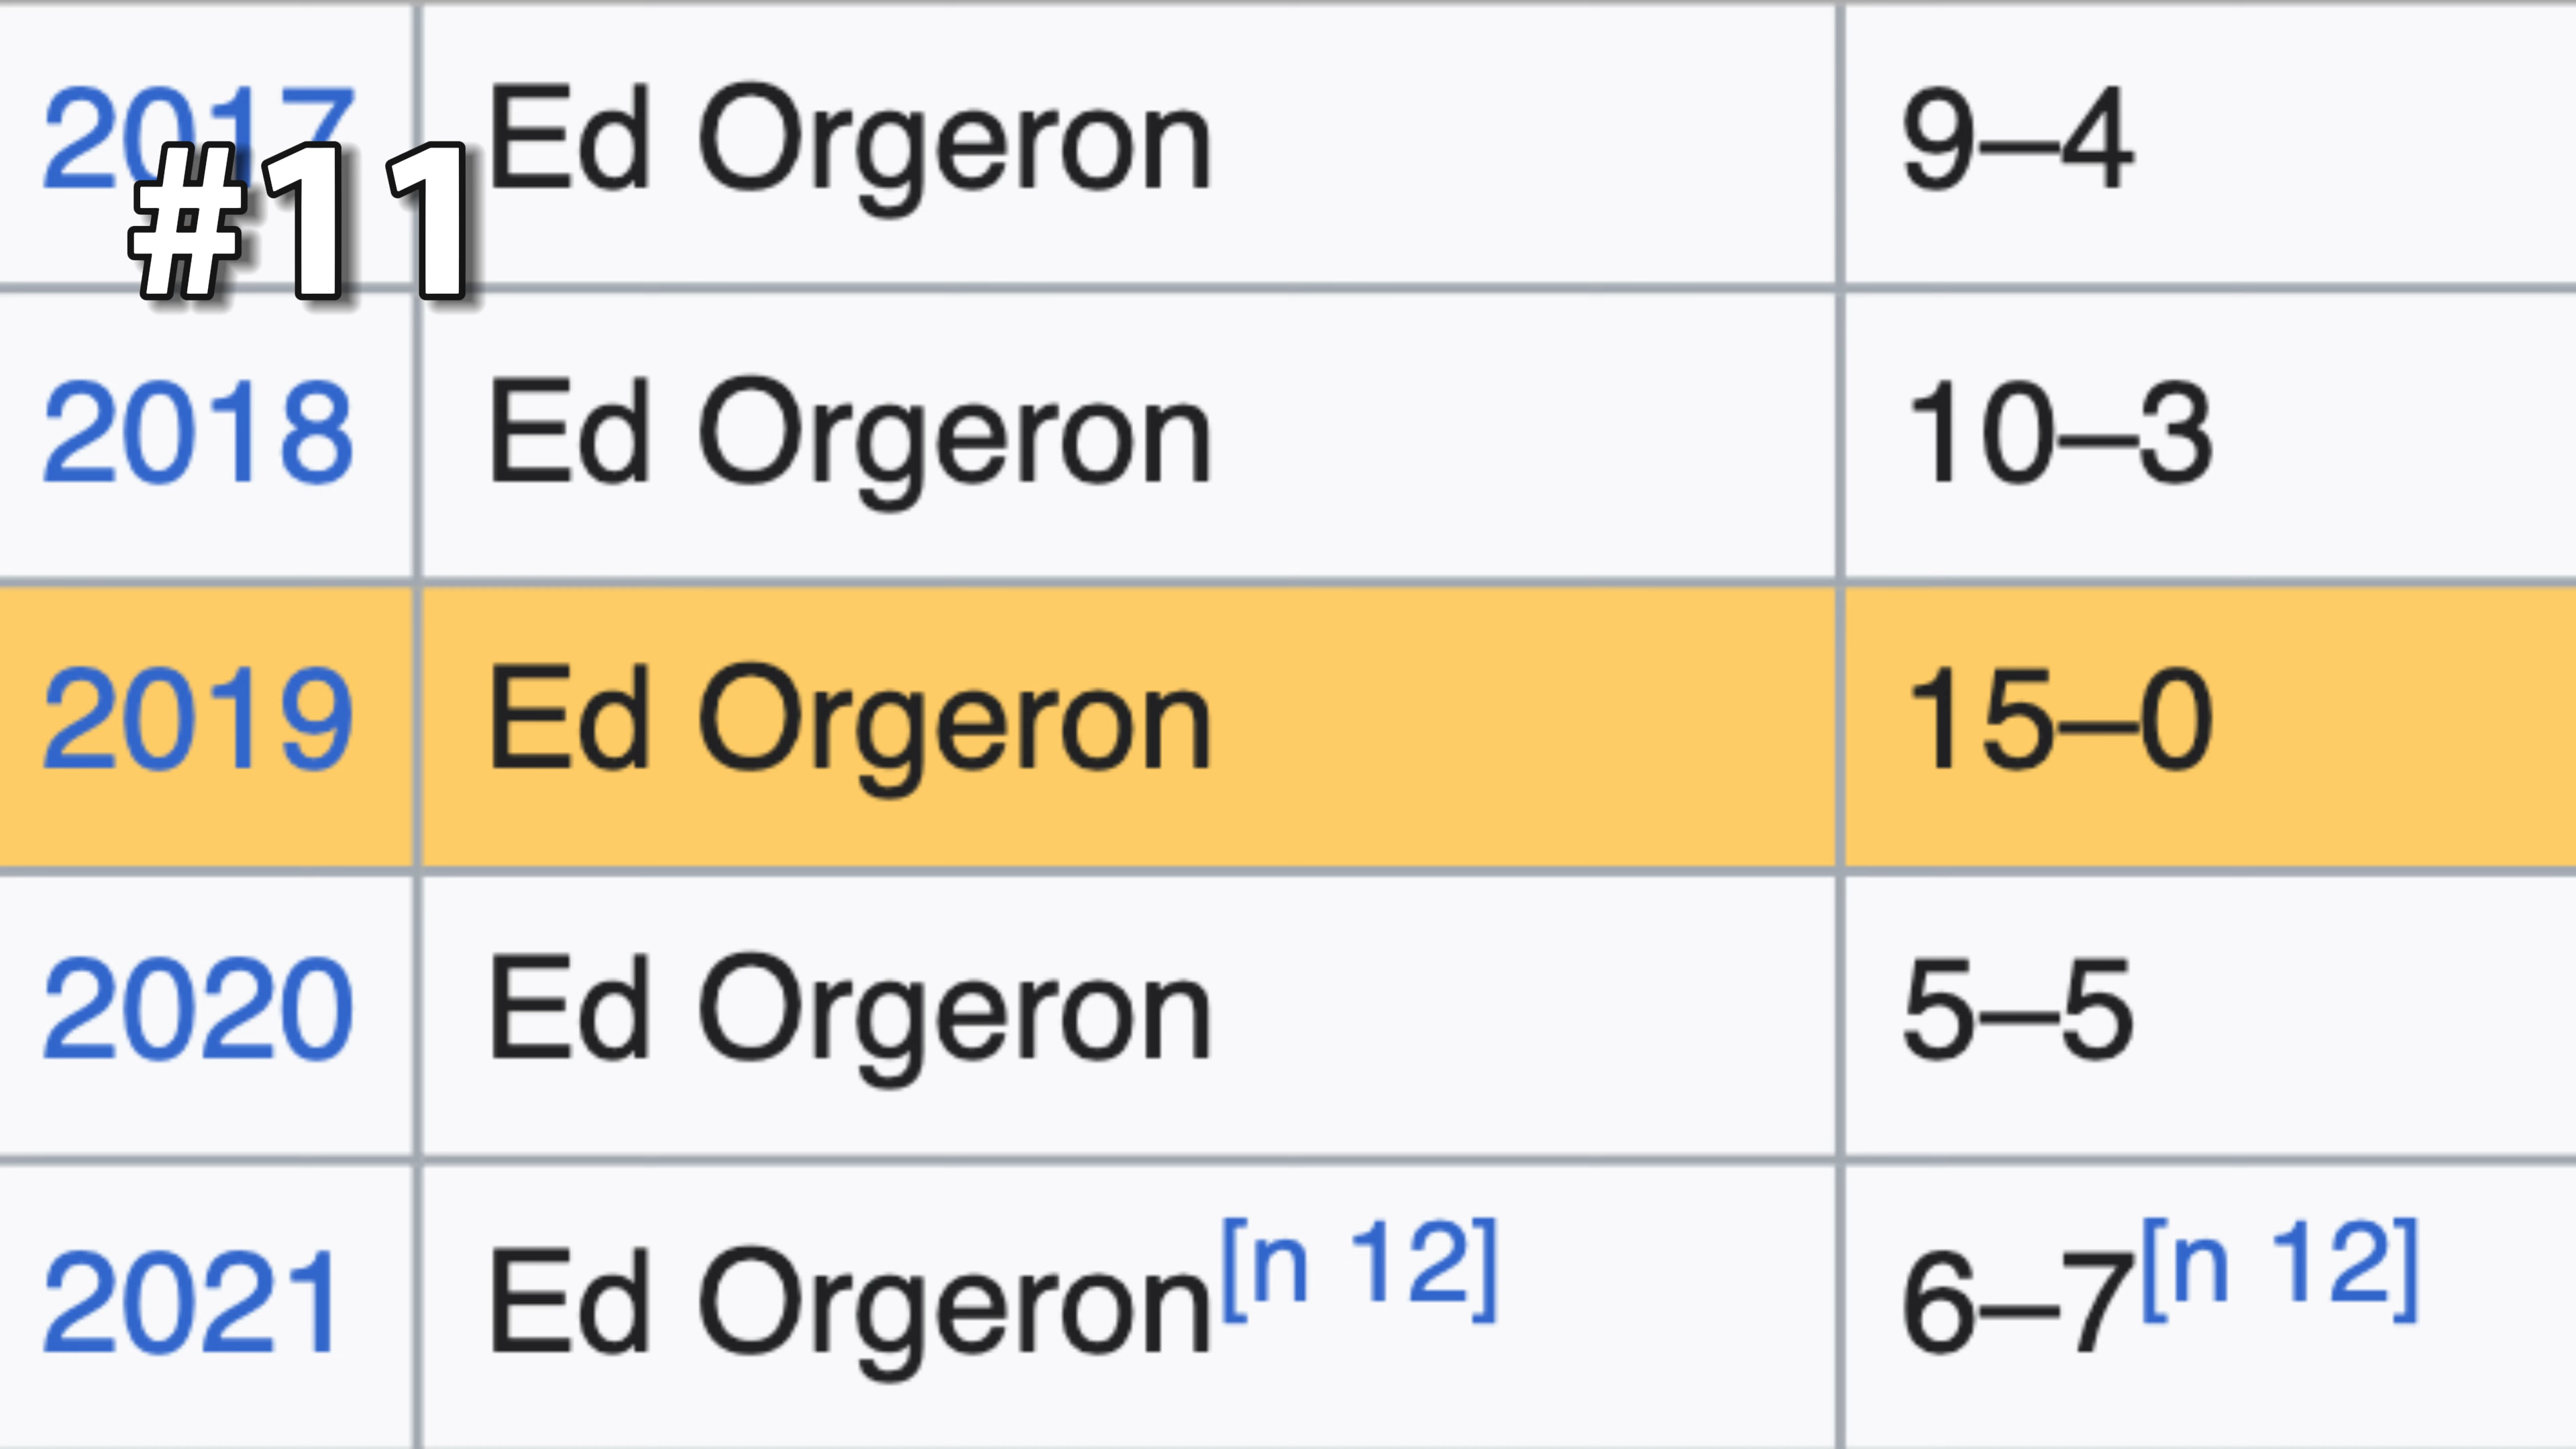 2017 Ed Orgeron 9–4
#11
2018 Ed Orgeron 10–3
2019 Ed Orgeron 15–0
2020 Ed Orgeron 5–5
2021 Ed Orgeron[n 12] 6–7[n 12]